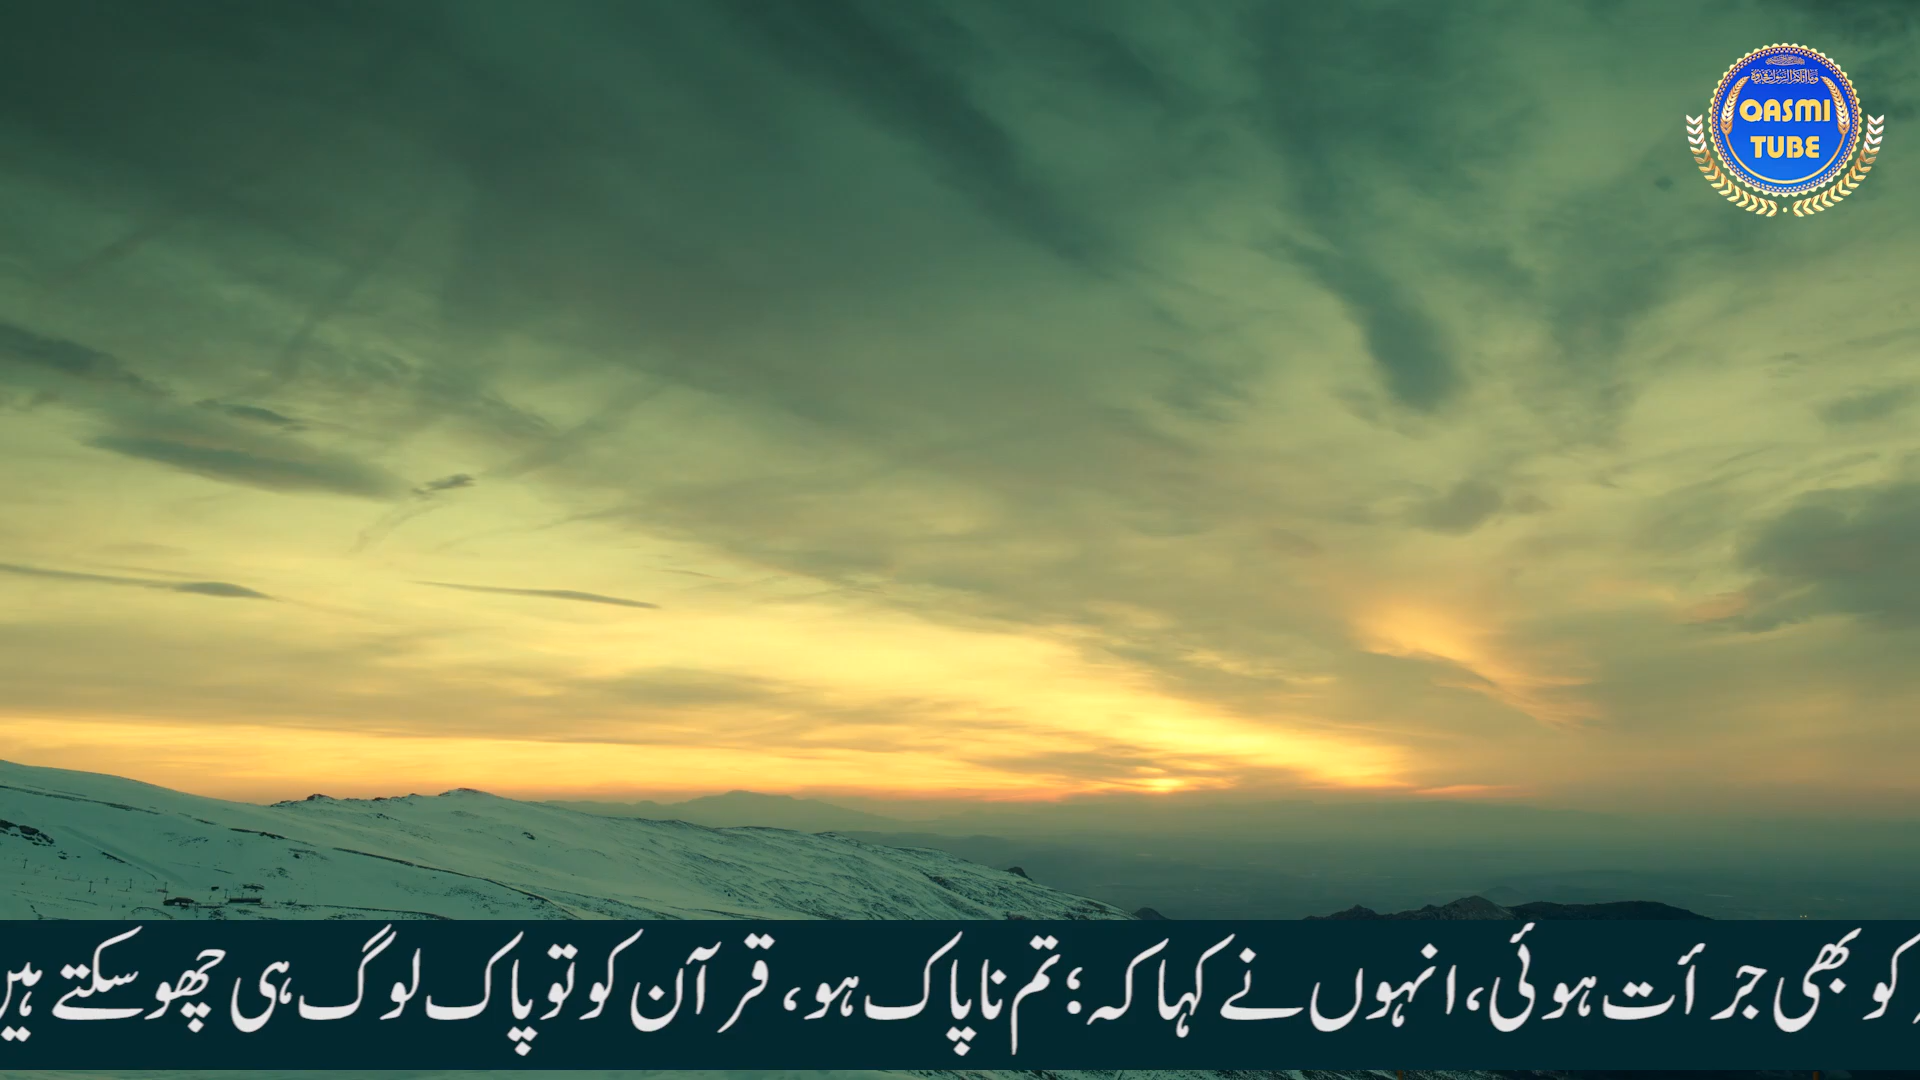 QASMI
TUBE
کو بھی جرأت ہوئی، انہوں نے کہا کہ؛ تم ناپاک ہو، قرآن کو تو پاک لوگ ہی چھو سکتے ہیں